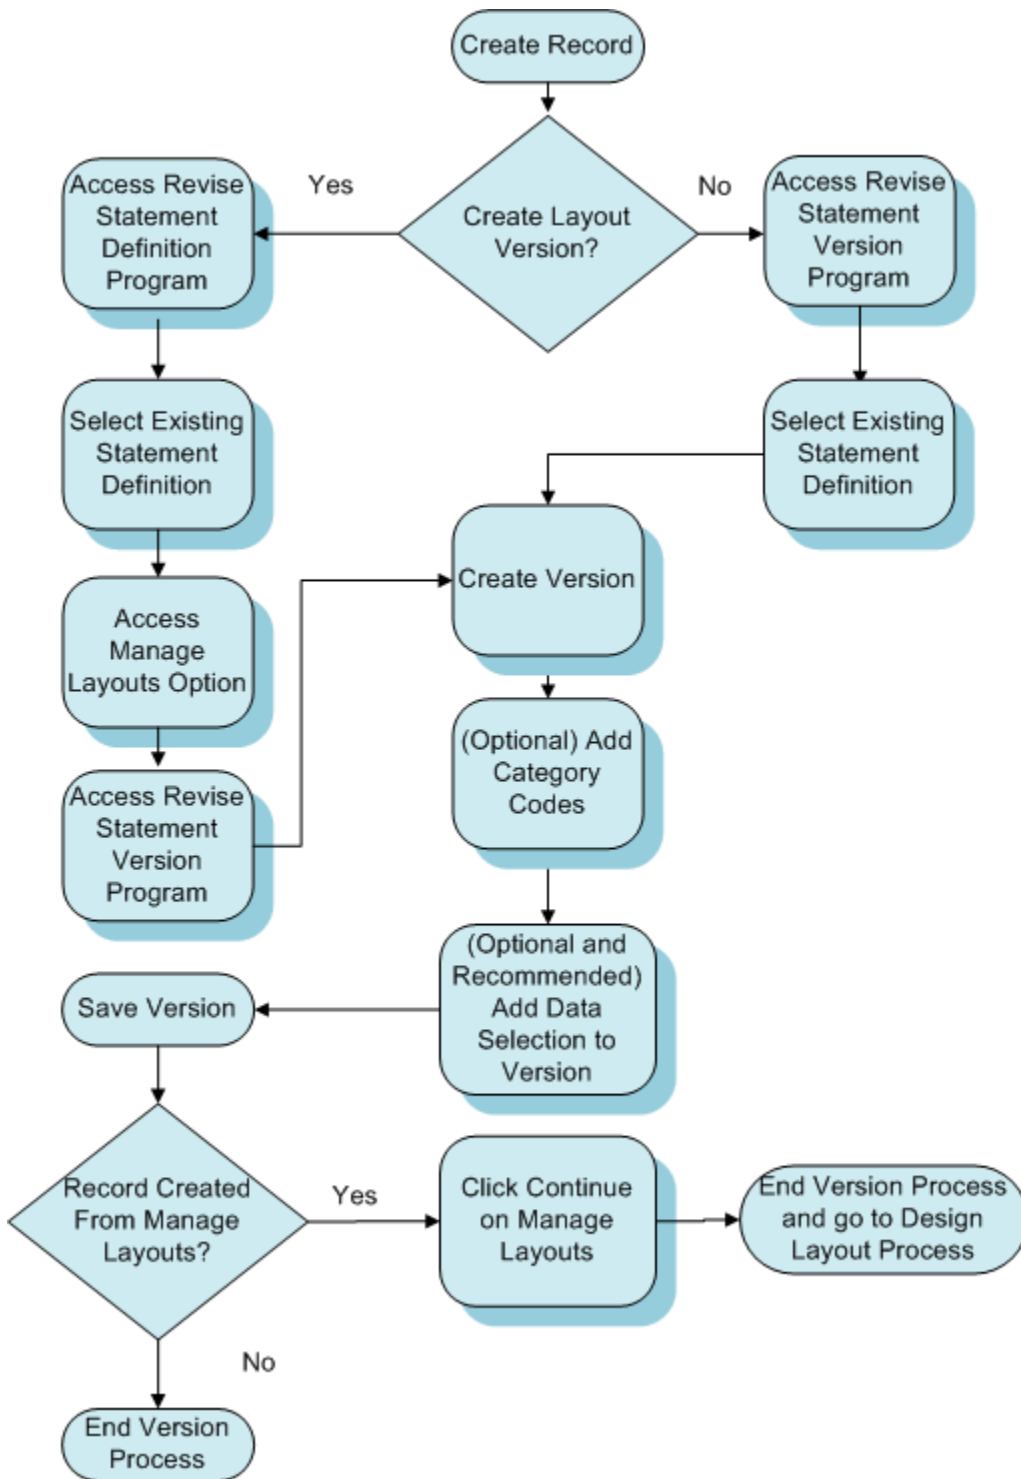 Create Record
Create Layout
Version?
Yes
No
Access Revise
Statement
Definition
Program
Access Revise
Statement
Version
Program
Select Existing
Statement
Definition
Select Existing
Statement
Definition
Access
Manage
Layouts Option
Create Version
Access Revise
Statement
Version
Program
(Optional) Add
Category
Codes
(Optional and
Recommended)
Add Data
Selection to
Version
Save Version
Record Created
From Manage
Layouts?
Yes
Click Continue
on Manage
Layouts
End Version Process
and go to Design
Layout Process
No
End Version
Process